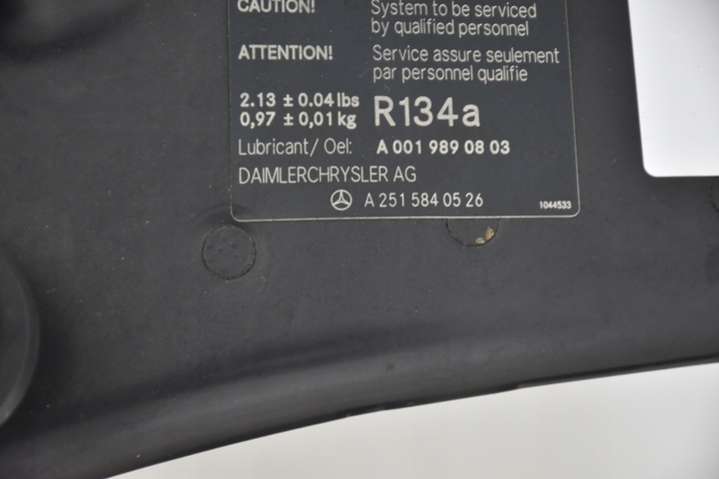 CAUTION! System to be serviced
by qualified personnel
ATTENTION! Service assure seulement
par personnel qualifie
2.13 ± 0.04 lbs
0,97 ± 0,01 kg R134a
Lubricant/ Oel: A 001 989 08 03
DAIMLERCHRYSLER AG
A 251 584 05 26 1044533